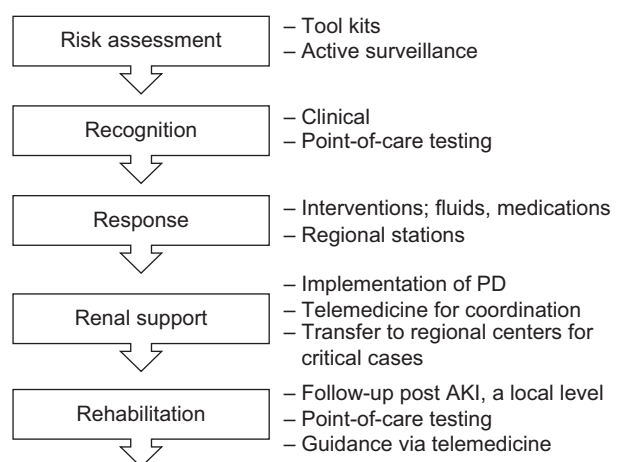 Risk assessment
– Tool kits
– Active surveillance
Recognition
– Clinical
– Point-of-care testing
Response
– Interventions; fluids, medications
– Regional stations
Renal support
– Implementation of PD
– Telemedicine for coordination
– Transfer to regional centers for
critical cases
Rehabilitation
– Follow-up post AKI, a local level
– Point-of-care testing
– Guidance via telemedicine